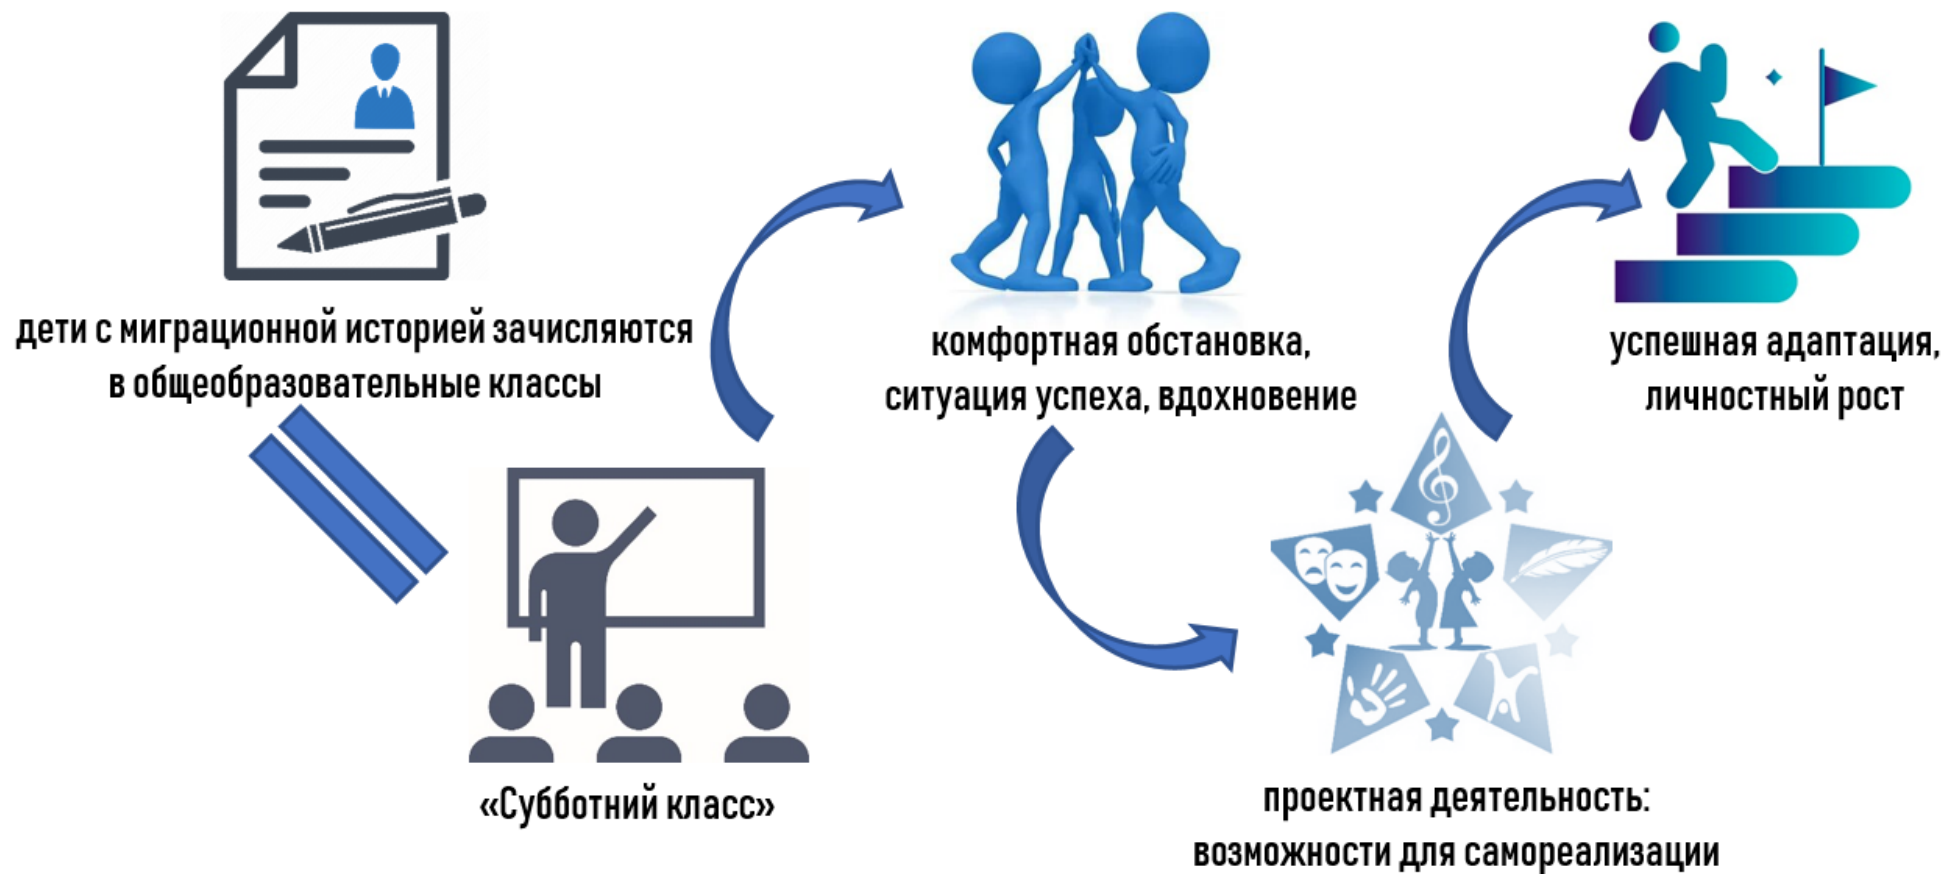 дети с миграционной историей зачисляются
в общеобразовательные классы
«Субботний класс»
комфортная обстановка,
ситуация успеха, вдохновение
проектная деятельность:
возможности для самореализации
успешная адаптация,
личностный рост